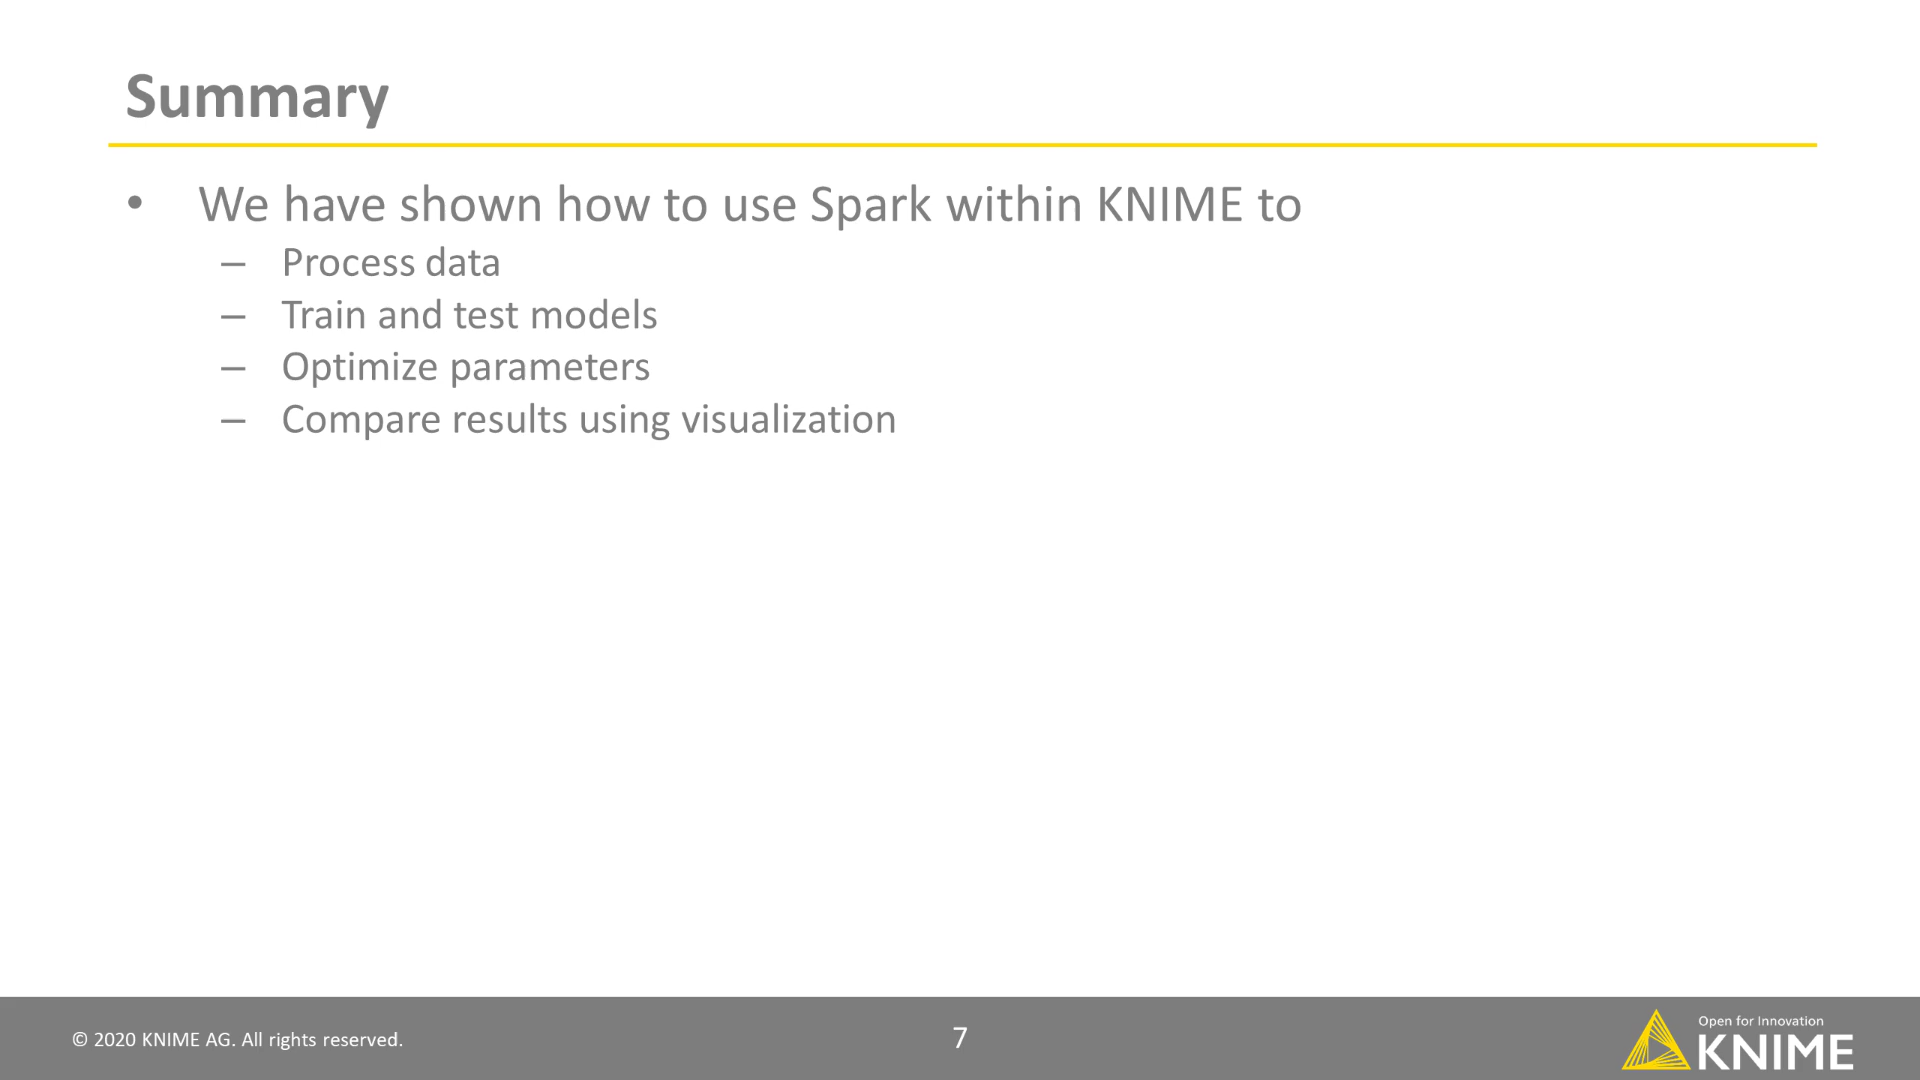 Summary
• We have shown how to use Spark within KNIME to
– Process data
– Train and test models
– Optimize parameters
– Compare results using visualization
© 2020 KNIME AG. All rights reserved.
7
Open for Innovation
KNIME